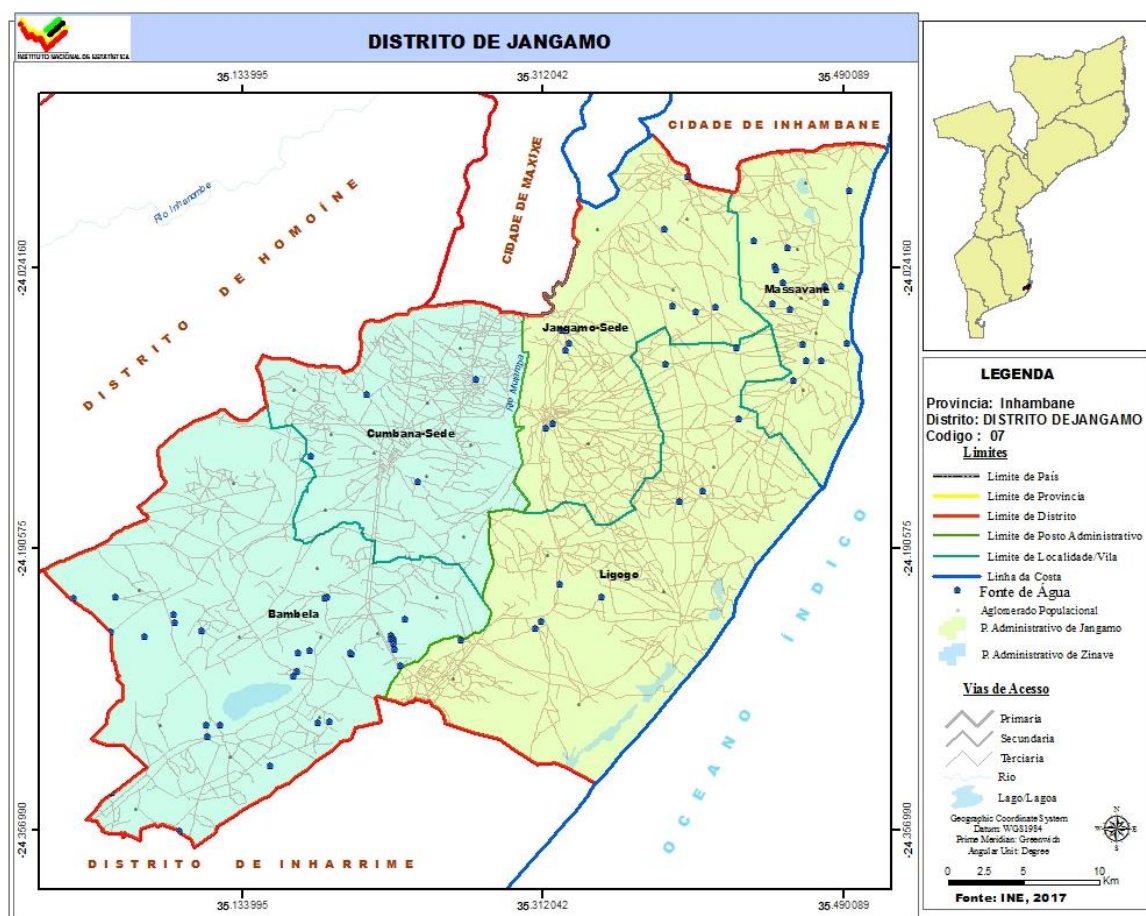 INSTITUTO NACIONAL DE ESTATÍSTICA
DISTRITO DE JANGAMO
35.133995
35.312042
35.490089
-24.024160
-24.190575
-24.356990
-24.024160
-24.190575
-24.356990
CIDADE DE INHAMBANE
CIDADE DE MAXIXE
Rio Inhanombe
DISTRITO DE HOMOÍNE
Massavane
Jangamo-Sede
Rio Mutamba
Cumbana-Sede
Ligogo
Bambela
OCEANO ÍNDICO
DISTRITO DE INHARRIME
35.133995
35.312042
35.490089
LEGENDA
Provincia: Inhambane
Distrito: DISTRITO DE JANGAMO
Codigo : 07
Limites
Limite de País
Limite de Provincia
Limite de Distrito
Limite de Posto Administrativo
Limite de Localidade/Vila
Linha da Costa
Fonte de Água
Aglomerado Populacional
P. Administrativo de Jangamo
P. Administrativo de Zinave
Vias de Acesso
Primaria
Secundaria
Terciaria
Rio
Lago/Lagoa
Geographic Coordinate System
Datum: WGS1984
Prime Meridian: Greenwich
Angular Unit: Degree
N
W
E
S
0 2.5 5 10
Km
Fonte: INE, 2017